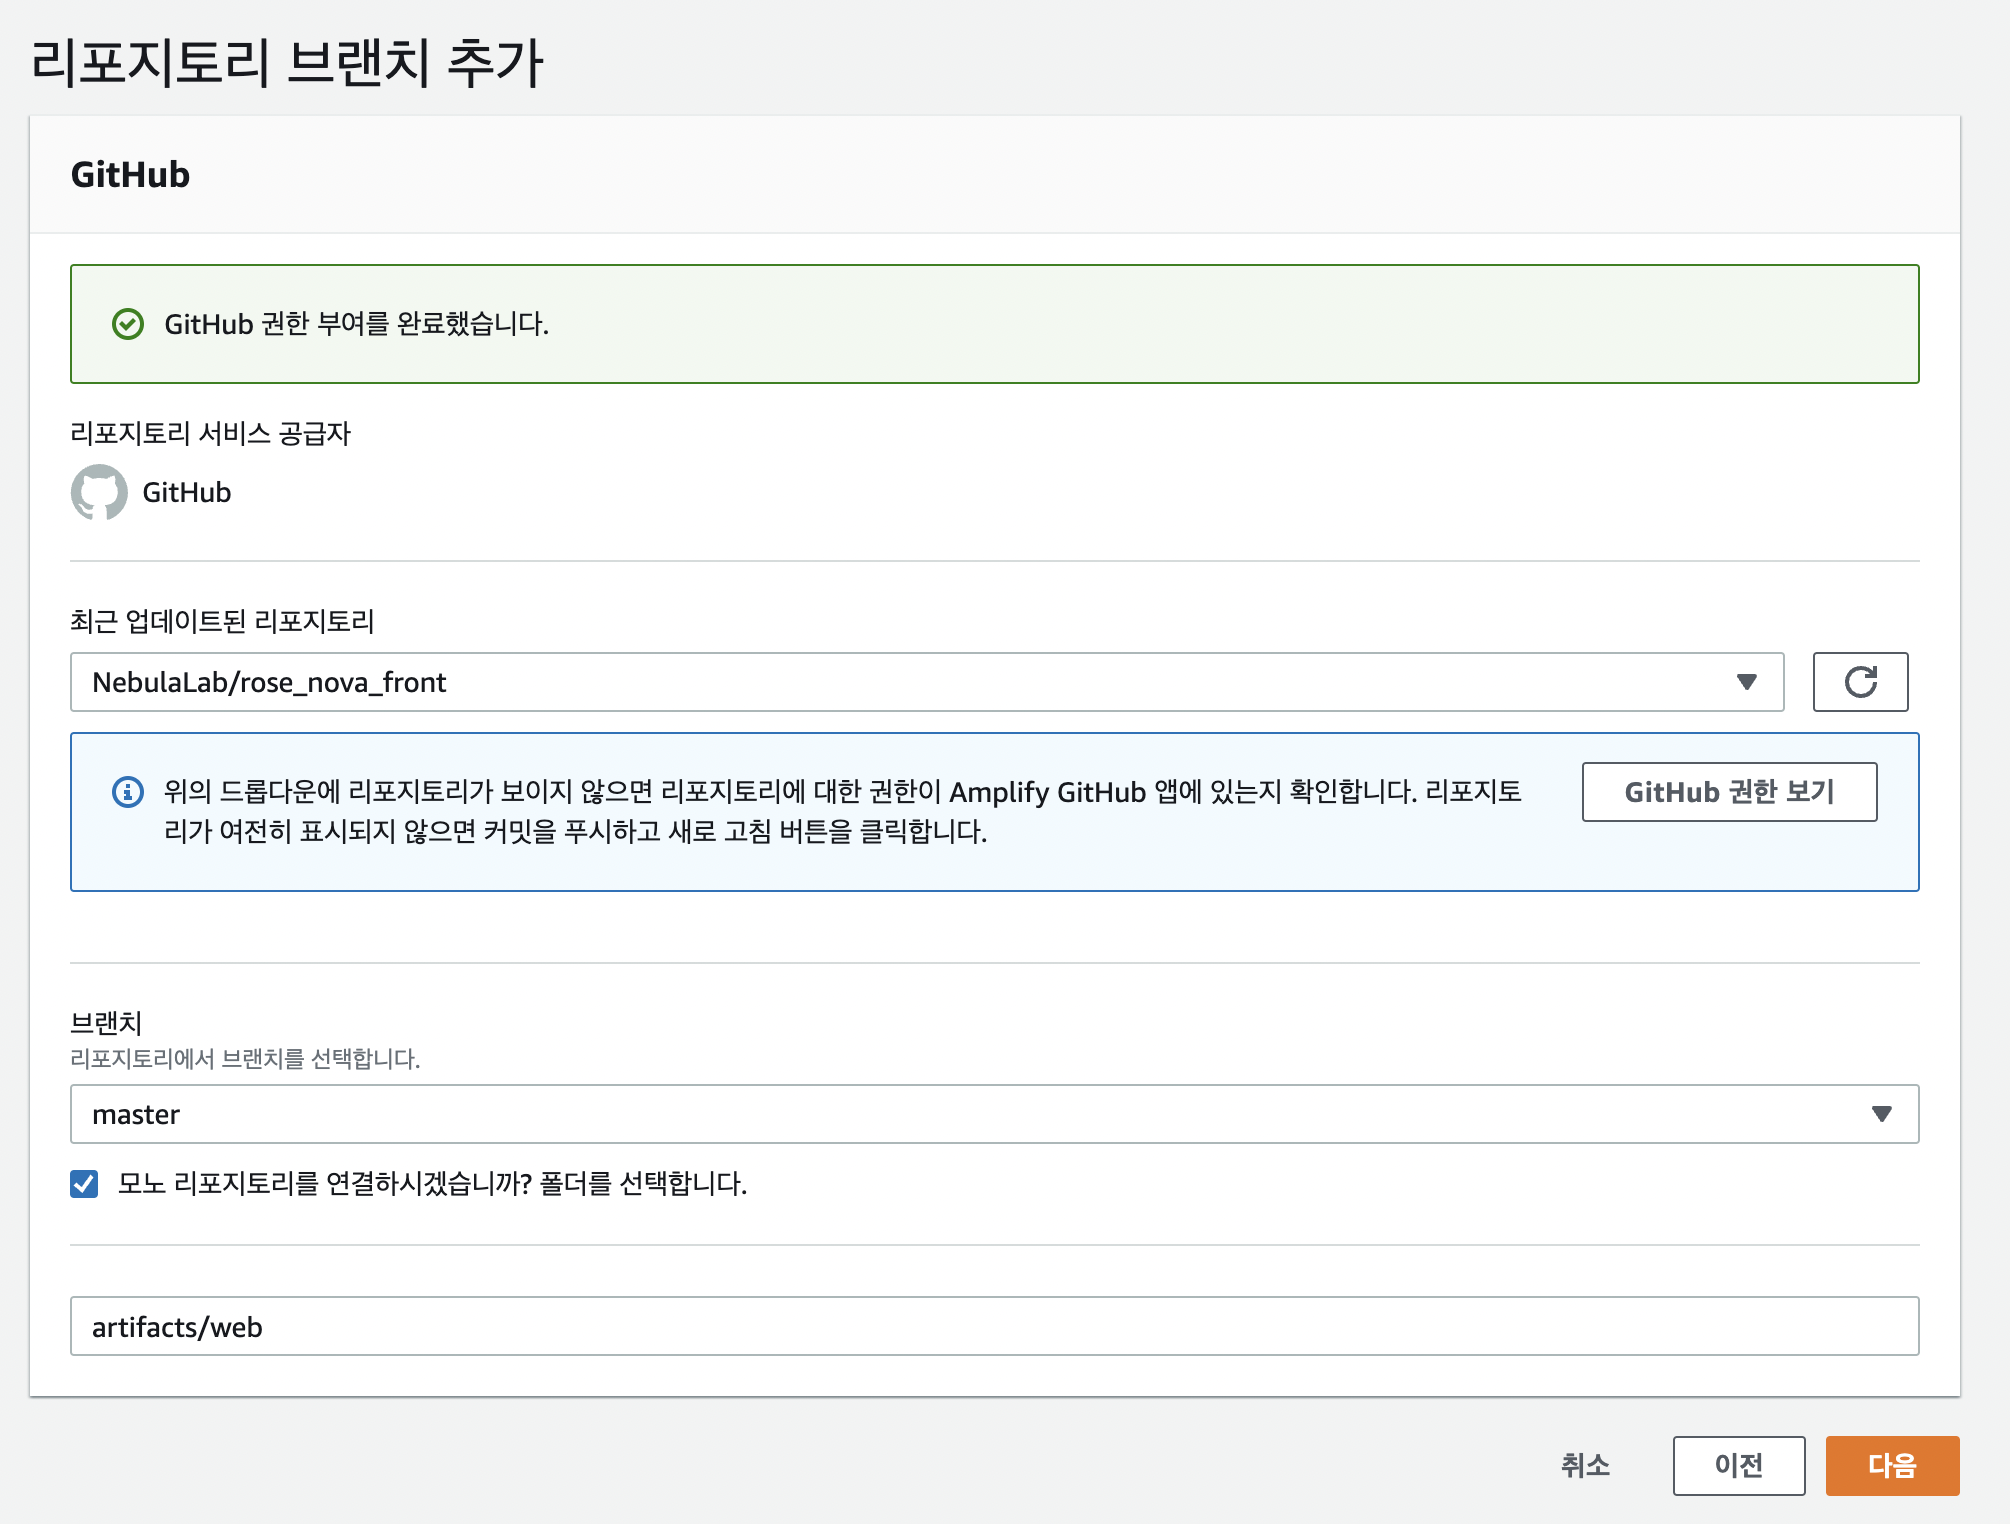 리포지토리 브랜치 추가
GitHub
GitHub 권한 부여를 완료했습니다.
리포지토리 서비스 공급자
GitHub
최근 업데이트된 리포지토리
NebulaLab/rose_nova_front
위의 드롭다운에 리포지토리가 보이지 않으면 리포지토리에 대한 권한이 Amplify GitHub 앱에 있는지 확인합니다. 리포지토
리가 여전히 표시되지 않으면 커밋을 푸시하고 새로 고침 버튼을 클릭합니다.
GitHub 권한 보기
브랜치
리포지토리에서 브랜치를 선택합니다.
master
모노 리포지토리를 연결하시겠습니까? 폴더를 선택합니다.
artifacts/web
취소
이전
다음